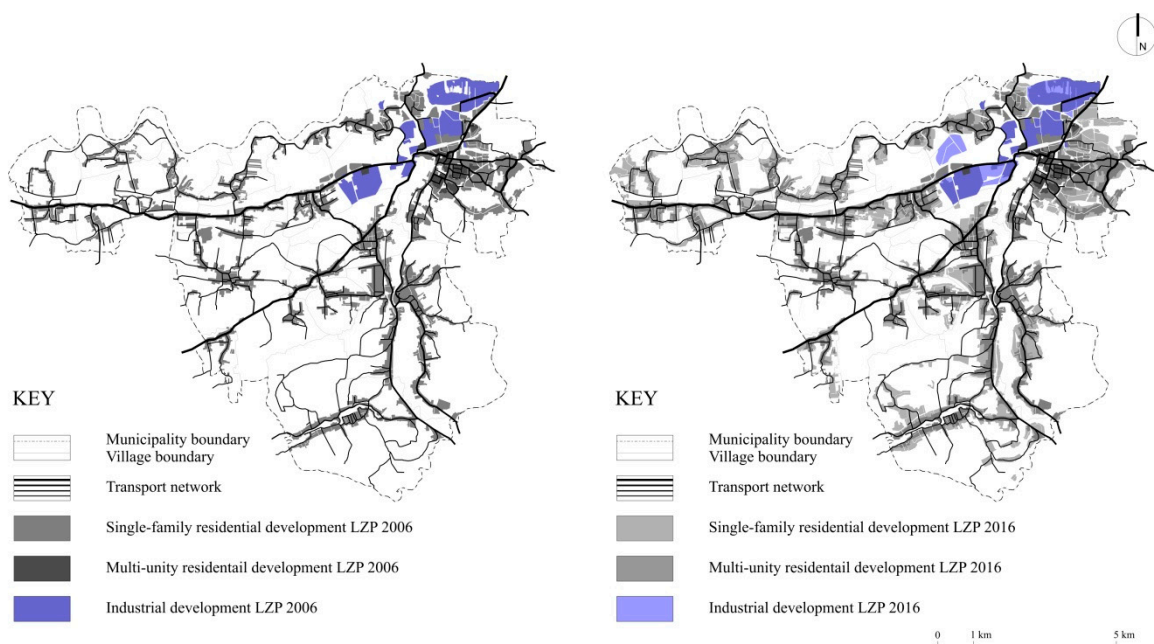 N
KEY
Municipality boundary
Village boundary
Transport network
Single-family residential development LZP 2006
Multi-unity residentail development LZP 2006
Industrial development LZP 2006
KEY
Municipality boundary
Village boundary
Transport network
Single-family residential development LZP 2016
Multi-unity residentail development LZP 2016
Industrial development LZP 2016
0 1 km 5 km